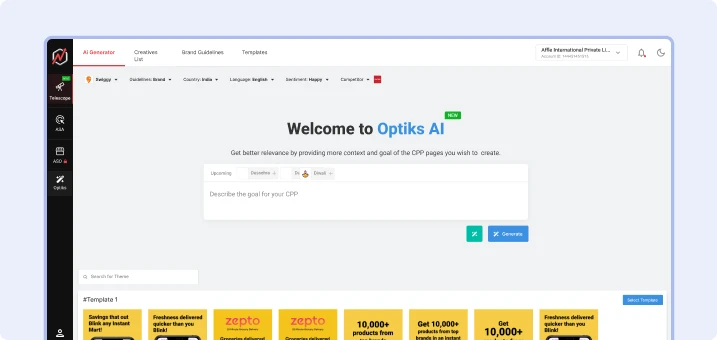 AI Generator
Creatives List
Brand Guidelines
Templates
Affle International Private Li...
Swiggy
Guidelines: Brand
Country: India
Language: English
Sentiment: Happy
Competitor
Telescope
ASA
ASO
Optiks
NEW
Welcome to Optiks AI
Get better relevance by providing more context and goal of the CPP pages you wish to create.
Upcoming
Dussehra
Diwali
Describe the goal for your CPP
Generate
Search for Theme
#Template 1
Select Template
Savings that out
Blink any Instant
Mart!
Freshness delivered
quicker than you
Blink!
zepto
zepto
10,000+
products from
Get 10,000+
products from top
brands in an instant
Get
10,000+
Freshness delivered
quicker than you
Blink!